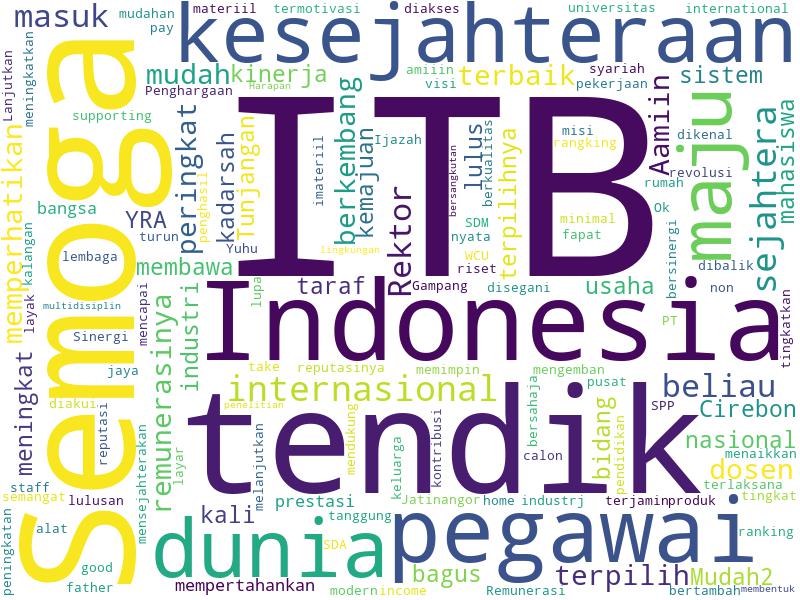 masuk
mudahan
pay
materiil
termotivasi
diakses
universitas
international
kesejahteraan
Lanjutkan
meningkatkan
Semoga
mudah
kinerja
amiiin
visi
terbaik
syariah
pekerjaan
sistem
Penghargaan
Harapan
supporting
peringkat
kadarsah
Tunjangan
ITB
imateriil
berkembang
kemajuan
Ijazah
bersangkutan
lulus
berkualitas
terpilihnya
misi
rangking
Aamiin
dikenal
revolusi
maju
sejahtera
mahasiswa
memperhatikan
kalangan
bangsa
YRA
turun
penghasil
Yuhu
lingkungan
Rektor
SDM
nyata
WCU
riset
minimal
fapat
rumah
Ok
bersinergi
dibalik
non
lembaga
membawa
layak
multidisiplin
mencapai
Sinergi
jaya
remunerasinya
industri
lupa
taraf
Gampang
disegani
usaha
Indonesia
PT
tingkatkan
take
reputasinya
memimpin
mengemban
internasional
penelitian
tendik
bersahaja
pusat
beliau
SPP
Cirebon
meningkat
diakui
reputasi
mensejahterakan
layar
melanjutkan
mendukung
keluarga
kontribusi
calon
bidang
pendidikan
nasional
menaikkan
dosen
terlaksana
tingkat
staff
semangat
lulusan
peningkatan
alat
good
father
kali
prestasi
tanggung
SDA
Jatinangor
home
industrj
terjamin
produk
dunia
pegawai
ranking
mempertahankan
modern
income
bagus
Remunerasi
terpilih
Mudah2
bertambah
membentuk